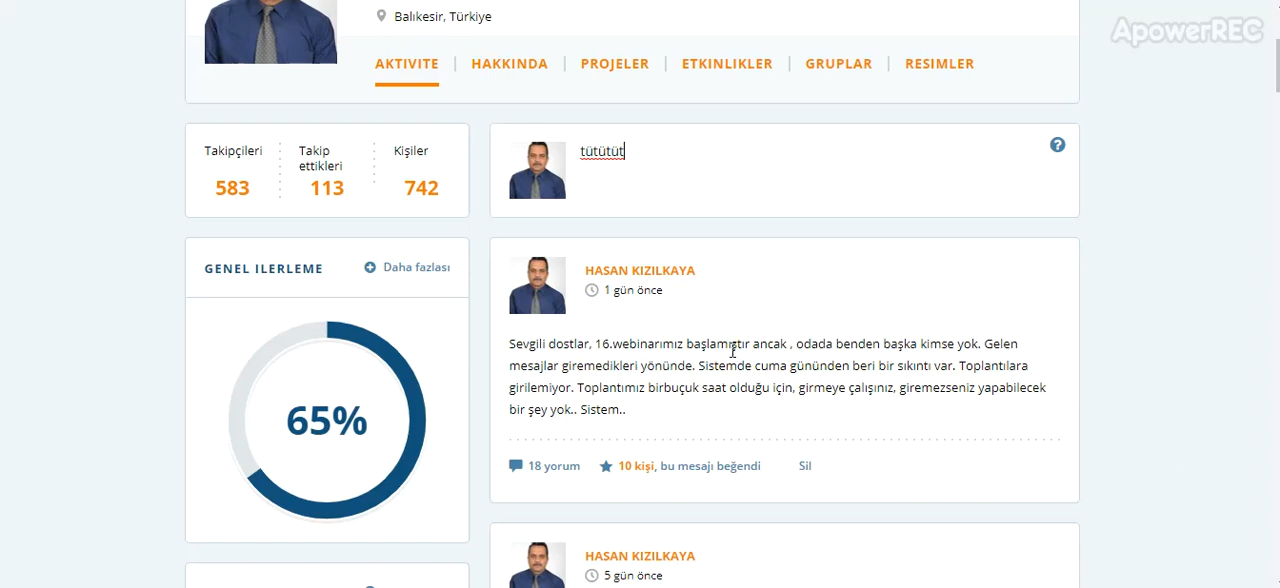 Balıkesir, Türkiye
ApowerREC
AKTIVITE
HAKKINDA
PROJELER
ETKINLIKLER
GRUPLAR
RESIMLER
Takipçileri
583
Takip
ettikleri
113
Kişiler
742
tütütüt
?
GENEL ILERLEME
Daha fazlası
65%
HASAN KIZILKAYA
1 gün önce
Sevgili dostlar, 16.webinarımız başlamıştır ancak , odada benden başka kimse yok. Gelen
mesajlar giremedikleri yönünde. Sistemde cuma gününden beri bir sıkıntı var. Toplantılara
girilemiyor. Toplantımız birbuçuk saat olduğu için, girmeye çalışınız, giremezseniz yapabilecek
bir şey yok.. Sistem..
18 yorum
10 kişi, bu mesajı beğendi
Sil
HASAN KIZILKAYA
5 gün önce